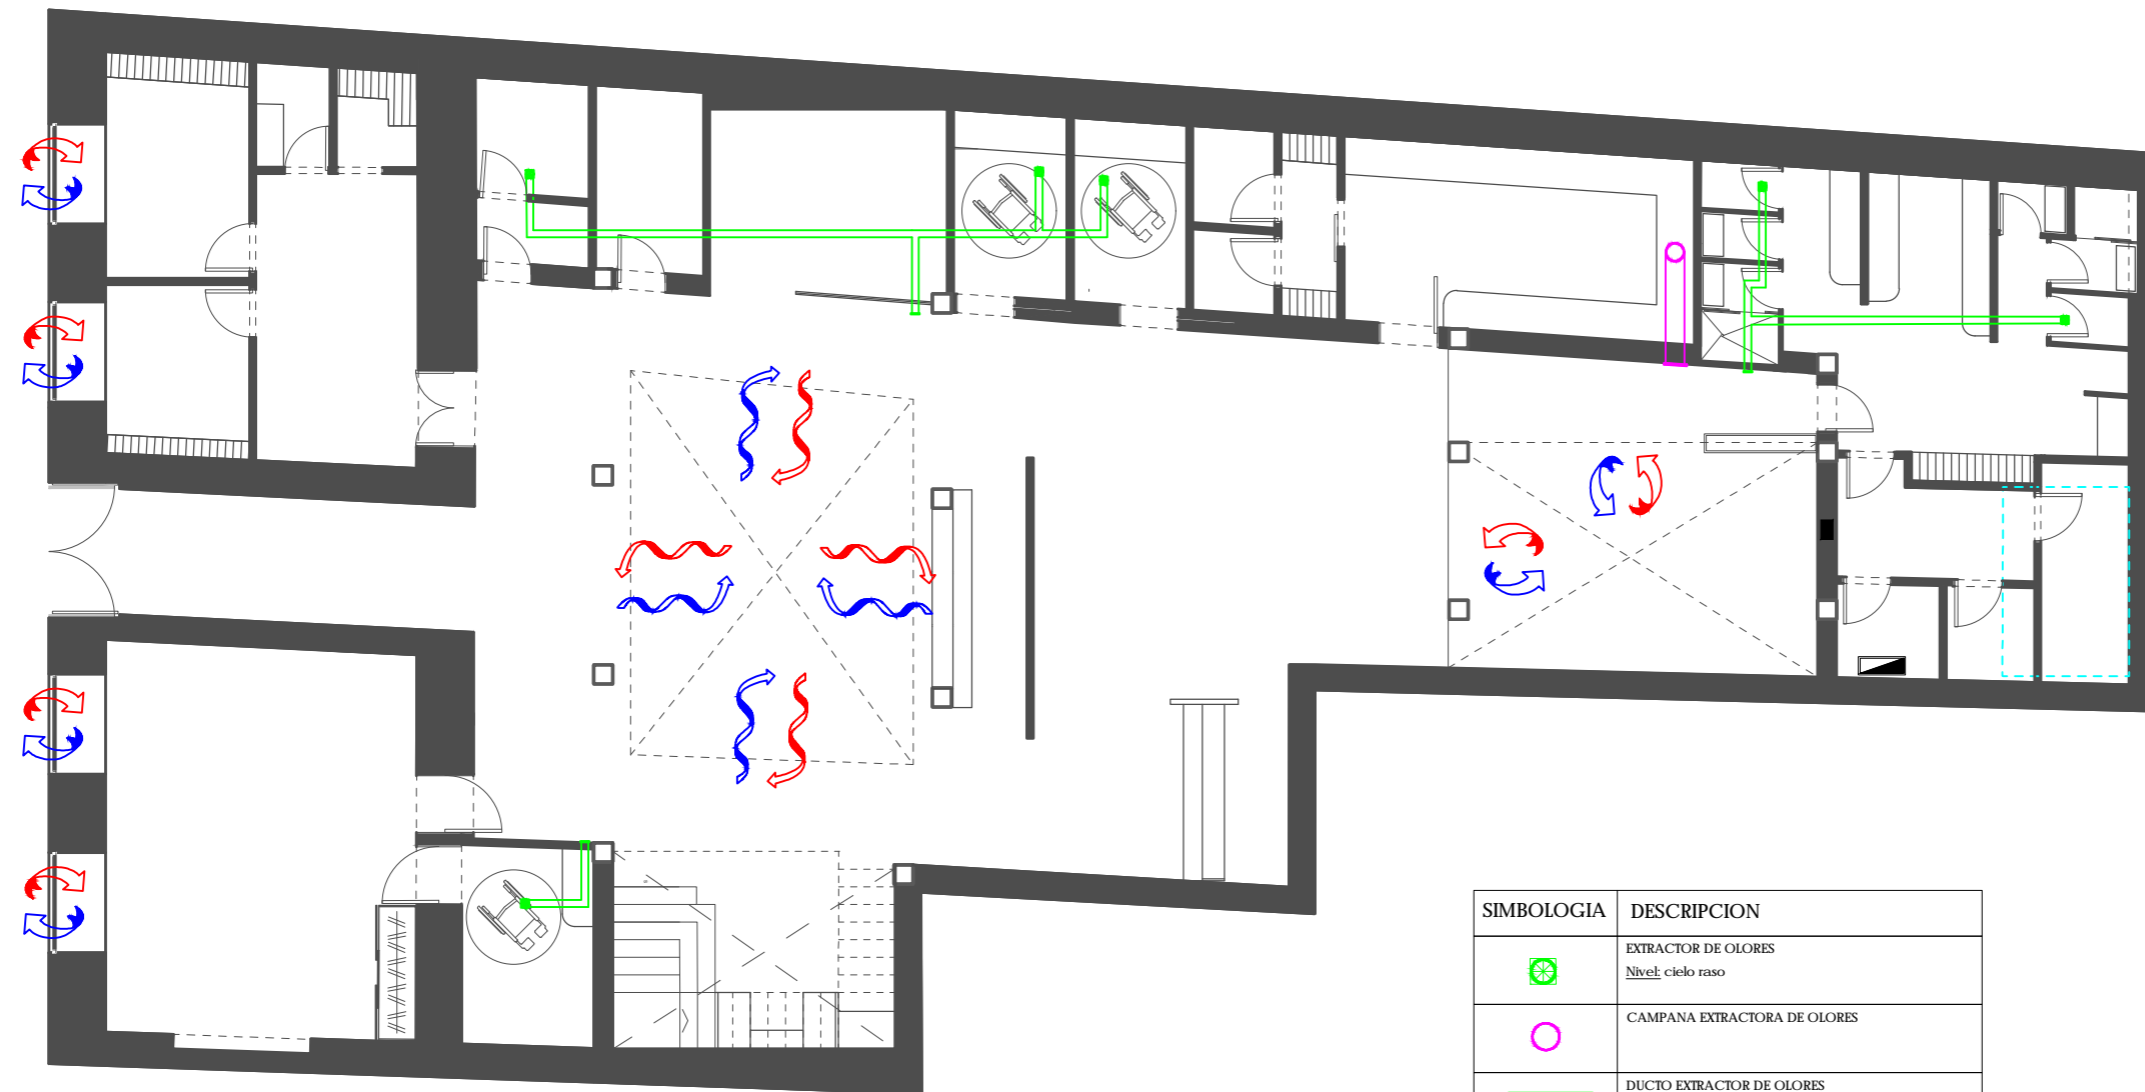 SIMBOLOGIA DESCRIPCION
EXTRACTOR DE OLORES
Nivel: cielo raso
CAMPANA EXTRACTORA DE OLORES
DUCTO EXTRACTOR DE OLORES